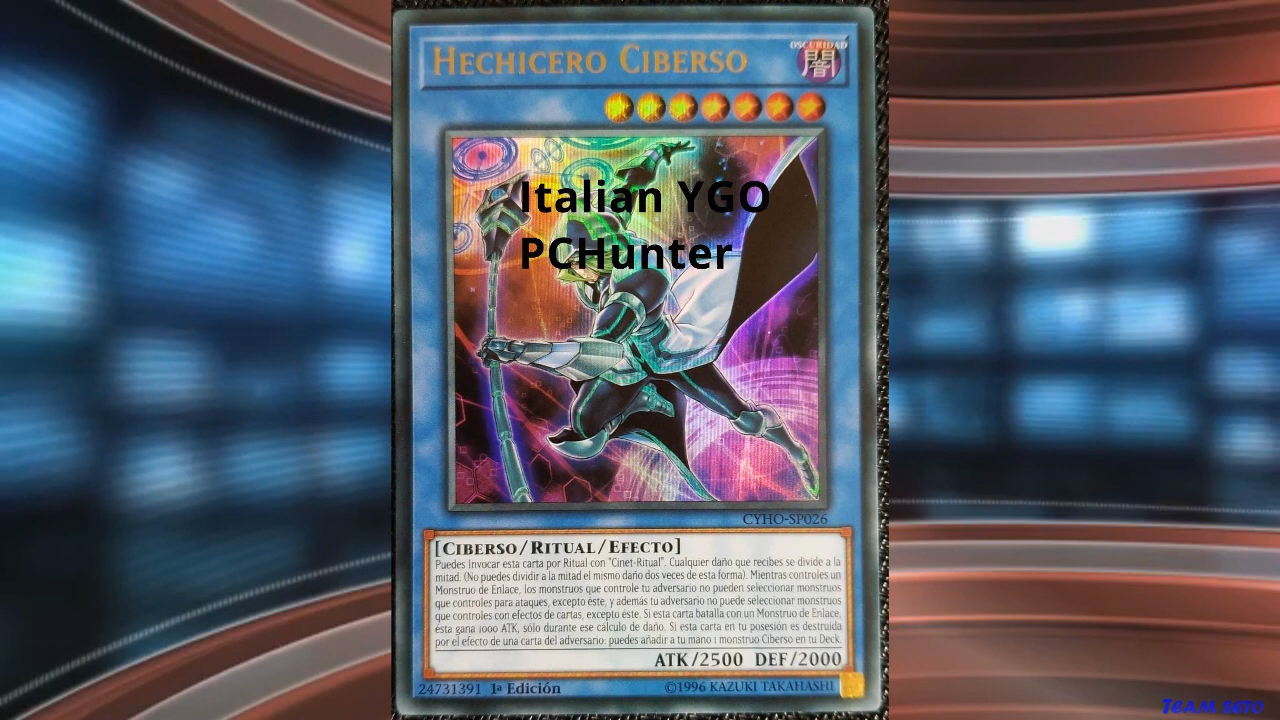 Hechicero Ciberso
OSCURIDAD
闇
Italian YGO
PCHunter
CYHO-SP026
[Ciberso/Ritual/Efecto]
Puedes Invocar esta carta por Ritual con "Cinet-Ritual". Cualquier daño que recibes se divide a la
mitad. (No puedes dividir a la mitad el mismo daño dos veces de esta forma). Mientras controles un
Monstruo de Enlace, los monstruos que controle tu adversario no pueden seleccionar monstruos
que controles para ataques, excepto éste, y además tu adversario no puede seleccionar monstruos
que controles con efectos de cartas, excepto éste. Si esta carta batalla con un Monstruo de Enlace,
ésta gana 1000 ATK, sólo durante ese cálculo de daño. Si esta carta en tu posesión es destruida
por el efecto de una carta del adversario: puedes añadir a tu mano 1 monstruo Ciberso en tu Deck.
ATK/2500 DEF/2000
24731391 1ª Edición ©1996 KAZUKI TAKAHASHI
TEAM SETO